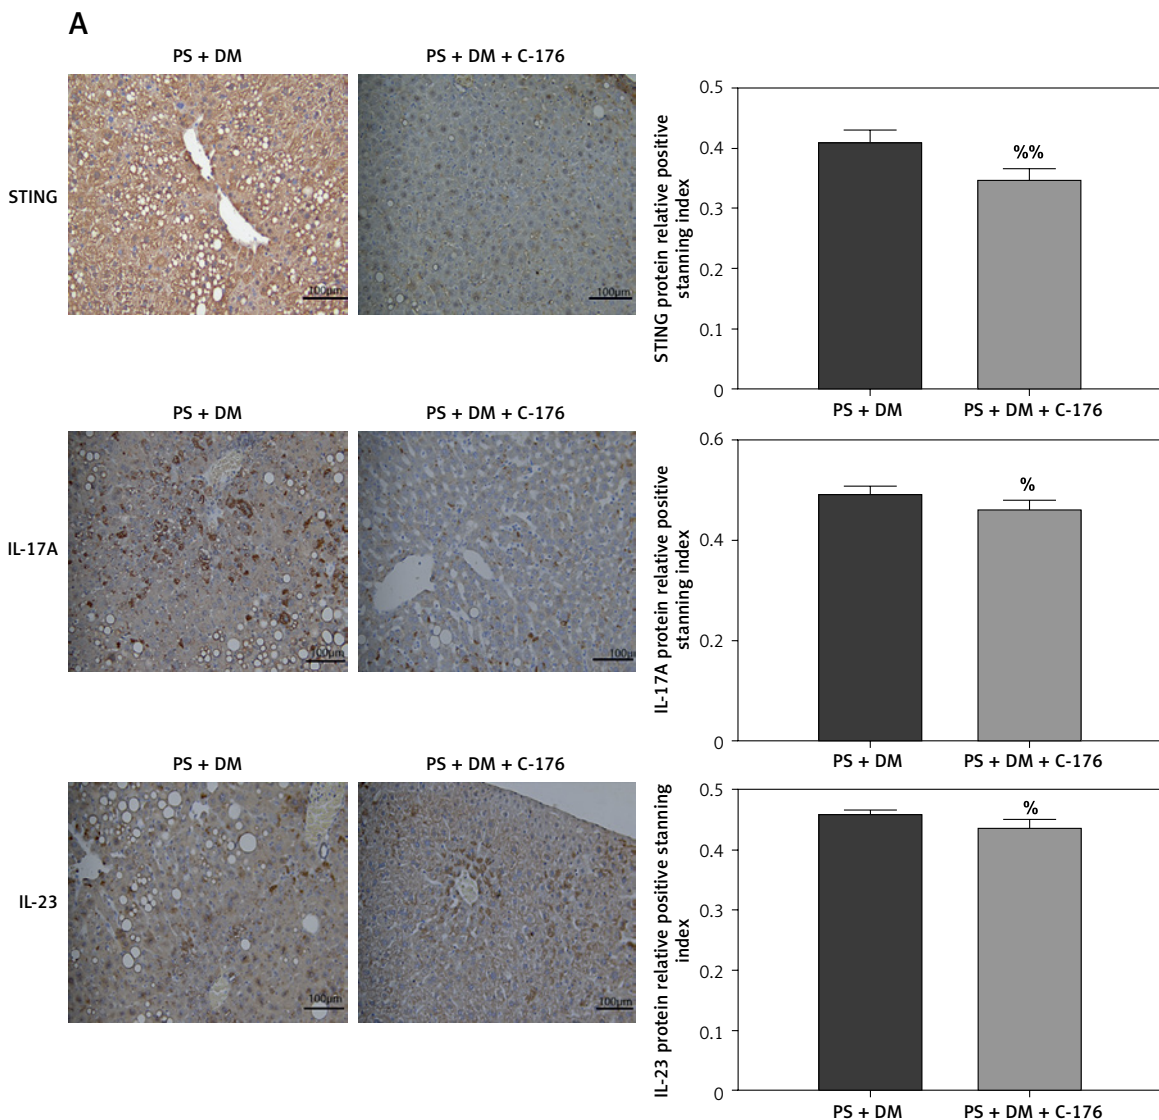 A
PS + DM
PS + DM + C-176
STING
100μm
100μm
STING protein relative positive
stanning index
0.5
0.4
0.3
0.2
0.1
0
%%
PS + DM
PS + DM + C-176
PS + DM
PS + DM + C-176
IL-17A
100μm
100μ
IL-17A protein relative positive
stanning index
0.6
0.4
0.2
0
%
PS + DM
PS + DM + C-176
PS + DM
PS + DM + C-176
IL-23
100μm
100μm
IL-23 protein relative positive stanning
index
0.5
0.4
0.3
0.2
0.1
0
%
PS + DM
PS + DM + C-176